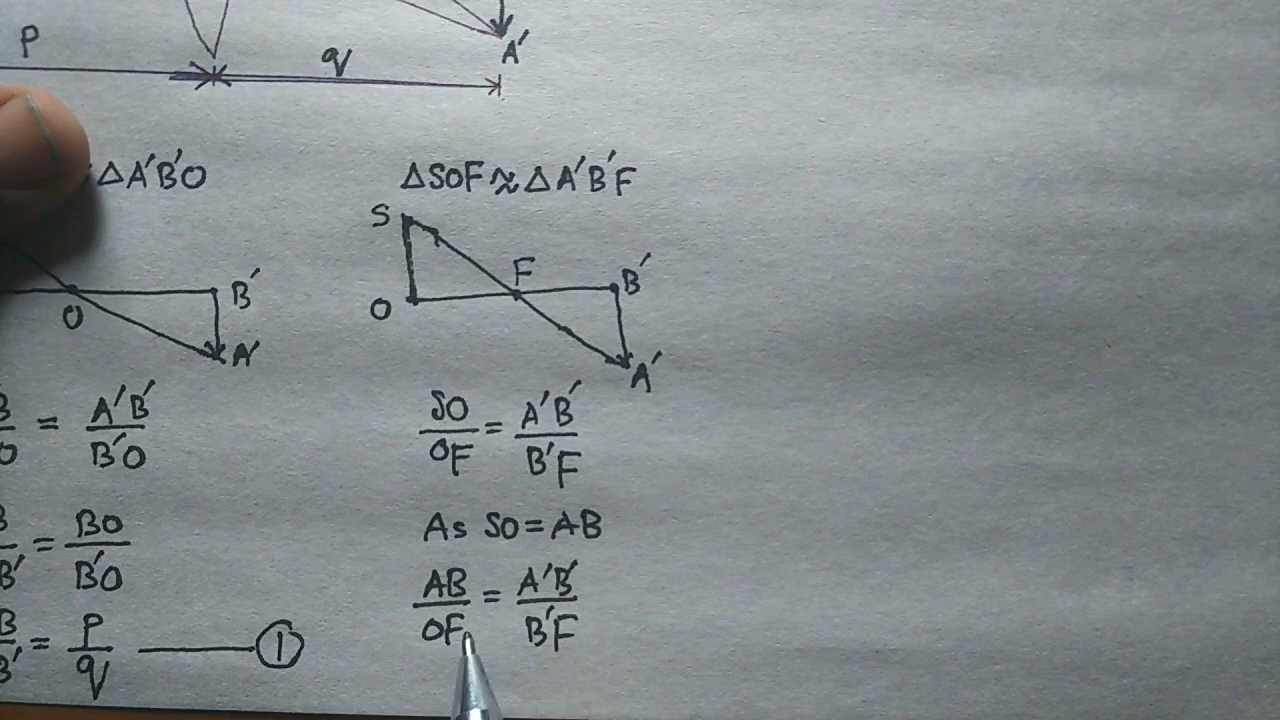 P
q
A'
ΔA'B'O
B'
O
A'
B/O = A'B'/B'O
B/B' = BO/B'O
B/B' = P/q ——— ①
ΔSOF ≈ ΔA'B'F
S
F
B'
O
A'
SO/OF = A'B'/B'F
As SO = AB
AB/OF = A'B'/B'F